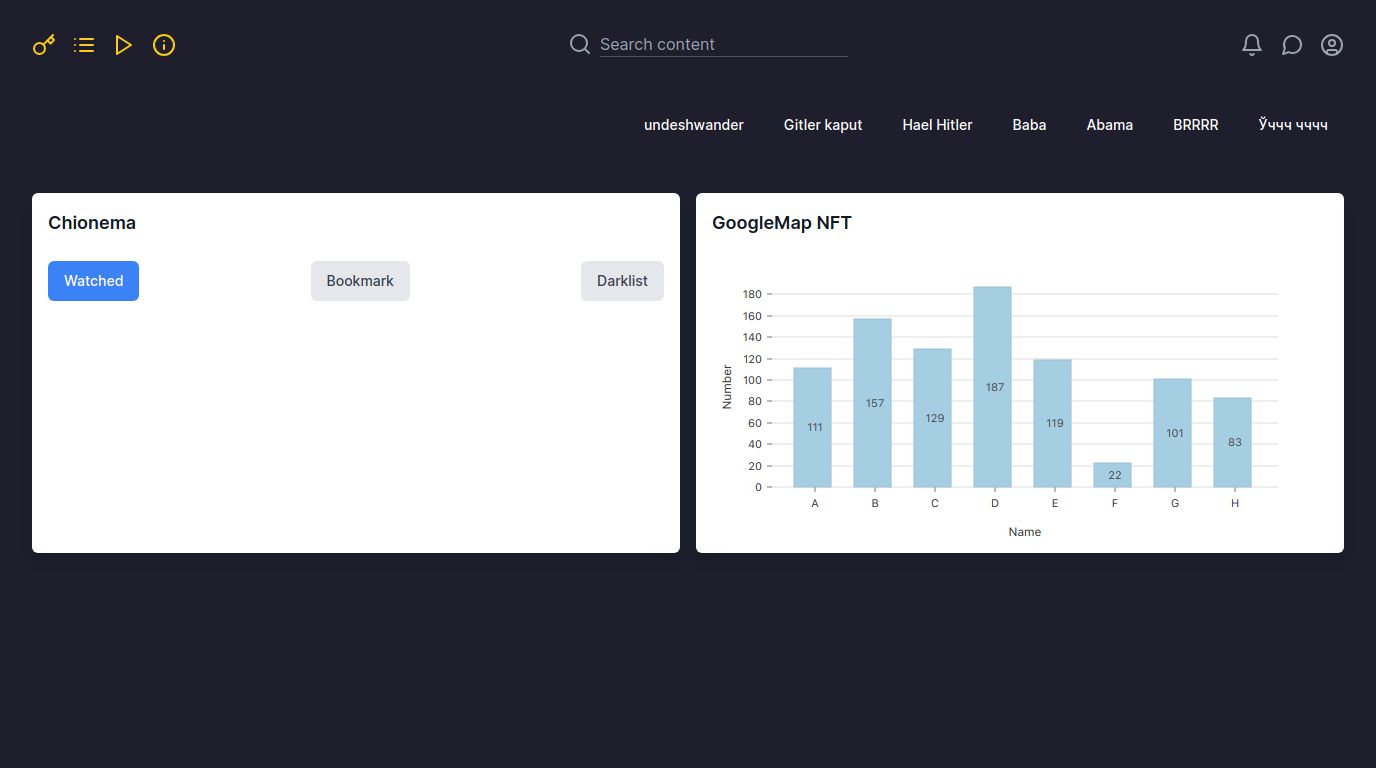 Search content
undeshwander Gitler kaput Hael Hitler Baba Abama BRRRR Ўччч чччч
Chionema
Watched Bookmark Darklist
GoogleMap NFT
180
160
140
120
100
80
60
40
20
0
Number
111 157 129 187 119 22 101 83
A B C D E F G H
Name